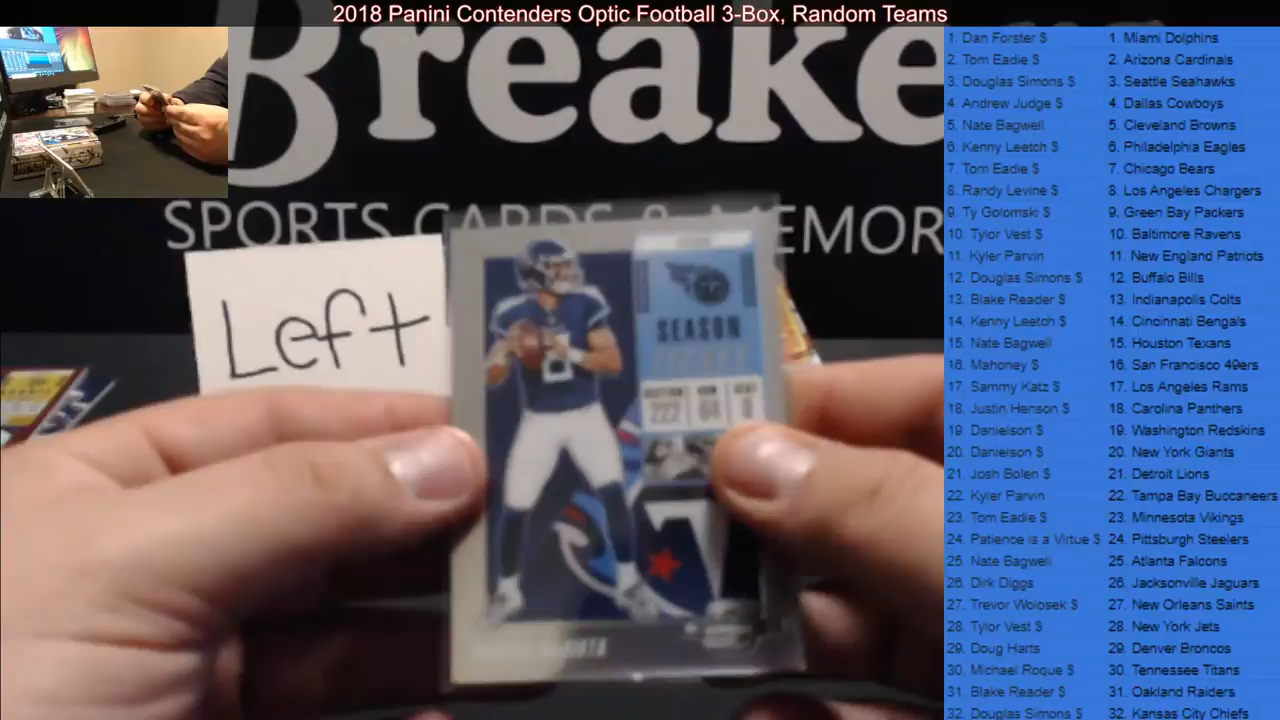 2018 Panini Contenders Optic Football 3-Box, Random Teams
Breake
SPORTS CARDS & MEMOR
Left
SEASON
8
1. Dan Forster $ 1. Miami Dolphins
2. Tom Eadie $ 2. Arizona Cardinals
3. Douglas Simons $ 3. Seattle Seahawks
4. Andrew Judge $ 4. Dallas Cowboys
5. Nate Bagwell 5. Cleveland Browns
6. Kenny Leetch $ 6. Philadelphia Eagles
7. Tom Eadie $ 7. Chicago Bears
8. Randy Levine $ 8. Los Angeles Chargers
9. Ty Golomski $ 9. Green Bay Packers
10. Tylor Vest $ 10. Baltimore Ravens
11. Kyler Parvin 11. New England Patriots
12. Douglas Simons $ 12. Buffalo Bills
13. Blake Reader $ 13. Indianapolis Colts
14. Kenny Leetch $ 14. Cincinnati Bengals
15. Nate Bagwell 15. Houston Texans
16. Mahoney $ 16. San Francisco 49ers
17. Sammy Katz $ 17. Los Angeles Rams
18. Justin Henson $ 18. Carolina Panthers
19. Danielson $ 19. Washington Redskins
20. Danielson $ 20. New York Giants
21. Josh Bolen $ 21. Detroit Lions
22. Kyler Parvin 22. Tampa Bay Buccaneers
23. Tom Eadie $ 23. Minnesota Vikings
24. Patience is a Virtue $ 24. Pittsburgh Steelers
25. Nate Bagwell 25. Atlanta Falcons
26. Dirk Diggs 26. Jacksonville Jaguars
27. Trevor Wolosek $ 27. New Orleans Saints
28. Tylor Vest $ 28. New York Jets
29. Doug Harts 29. Denver Broncos
30. Michael Roque $ 30. Tennessee Titans
31. Blake Reader $ 31. Oakland Raiders
32. Douglas Simons $ 32. Kansas City Chiefs